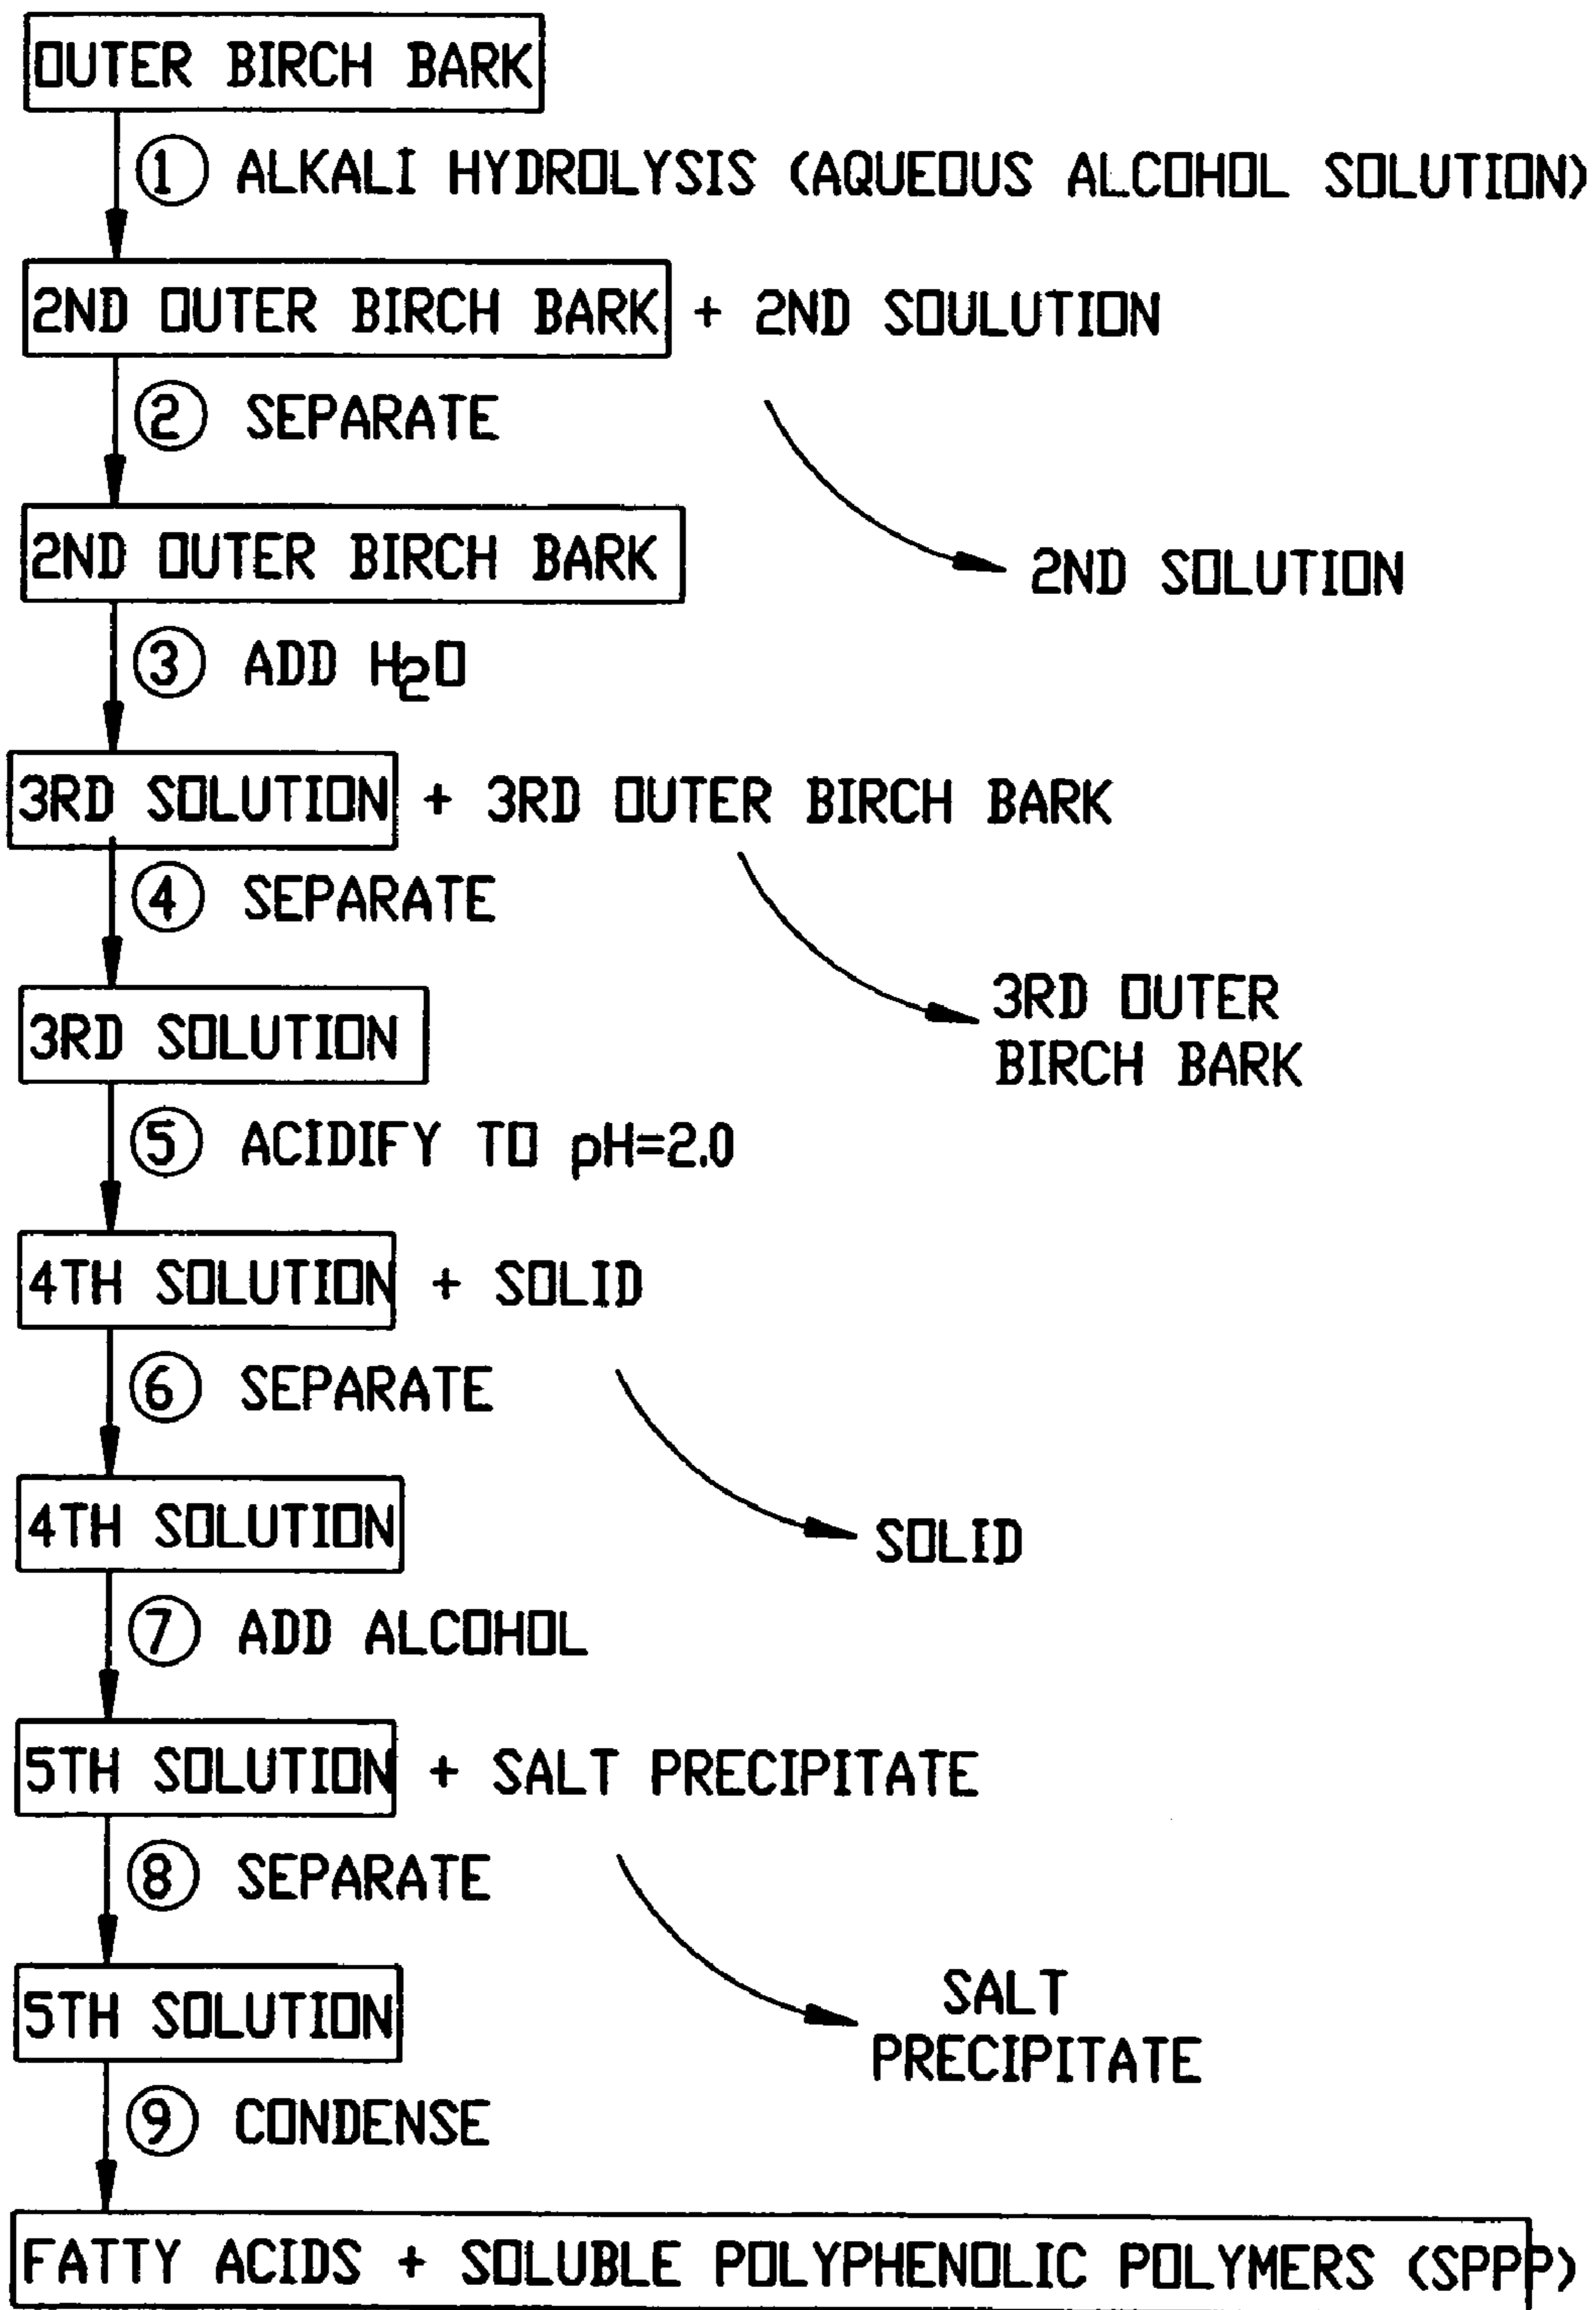 OUTER BIRCH BARK
① ALKALI HYDROLYSIS (AQUEOUS ALCOHOL SOLUTION)
2ND OUTER BIRCH BARK + 2ND SOULUTION
② SEPARATE
2ND OUTER BIRCH BARK
2ND SOLUTION
③ ADD H₂O
3RD SOLUTION + 3RD OUTER BIRCH BARK
④ SEPARATE
3RD SOLUTION
3RD OUTER
BIRCH BARK
⑤ ACIDIFY TO pH=2.0
4TH SOLUTION + SOLID
⑥ SEPARATE
4TH SOLUTION
SOLID
⑦ ADD ALCOHOL
5TH SOLUTION + SALT PRECIPITATE
⑧ SEPARATE
5TH SOLUTION
SALT
PRECIPITATE
⑨ CONDENSE
FATTY ACIDS + SOLUBLE POLYPHENOLIC POLYMERS (SPPP)